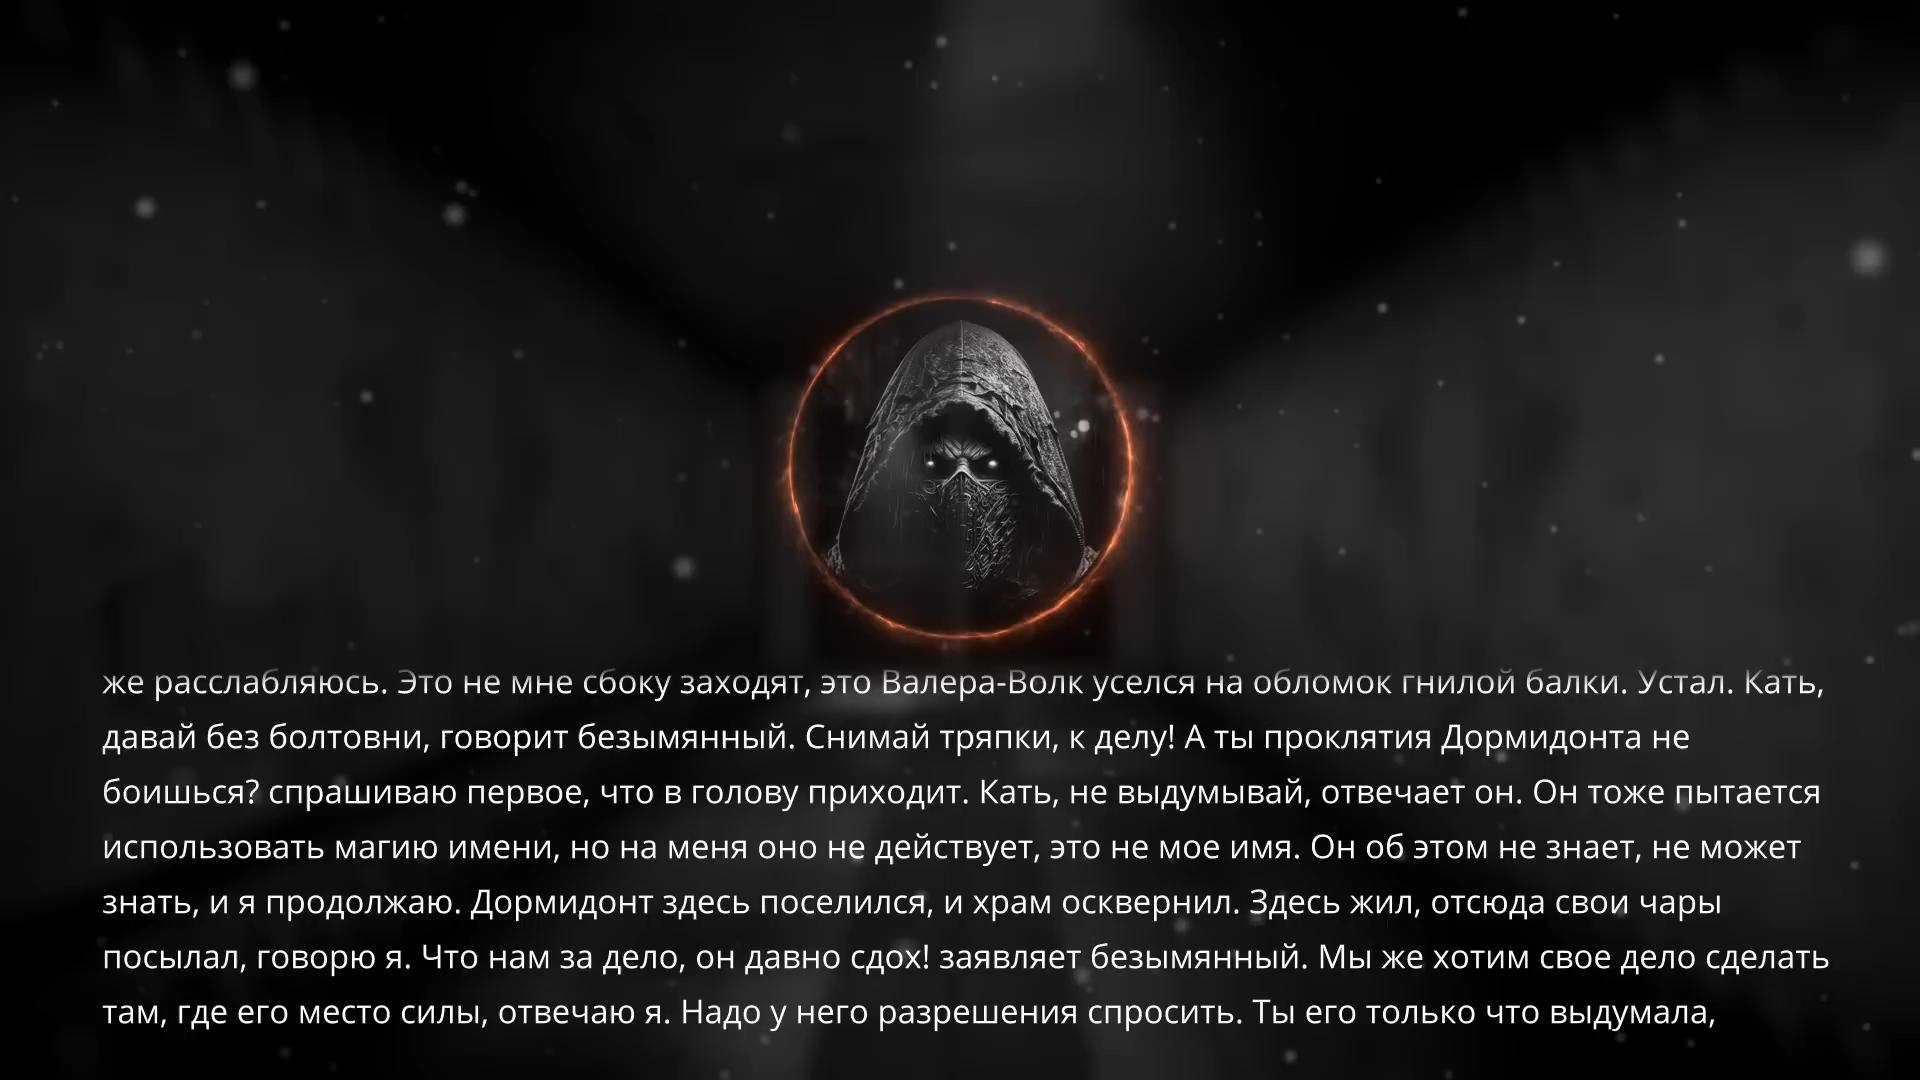 же расслабляюсь. Это не мне сбоку заходят, это Валера-Волк уселся на обломок гнилой балки. Устал. Кать,
давай без болтовни, говорит безымянный. Снимай тряпки, к делу! А ты проклятия Дормидонта не
боишься? спрашиваю первое, что в голову приходит. Кать, не выдумывай, отвечает он. Он тоже пытается
использовать магию имени, но на меня оно не действует, это не мое имя. Он об этом не знает, не может
знать, и я продолжаю. Дормидонт здесь поселился, и храм осквернил. Здесь жил, отсюда свои чары
посылал, говорю я. Что нам за дело, он давно сдох! заявляет безымянный. Мы же хотим свое дело сделать
там, где его место силы, отвечаю я. Надо у него разрешения спросить. Ты его только что выдумала,